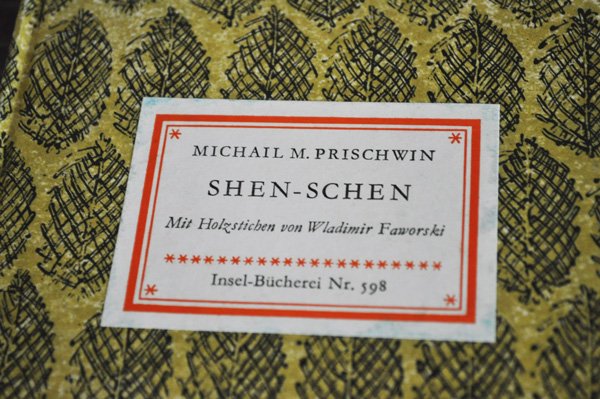 MICHAIL M. PRISCHWIN
SHEN-SCHEN
Mit Holzstichen von Wladimir Faworski
Insel-Bücherei Nr. 598